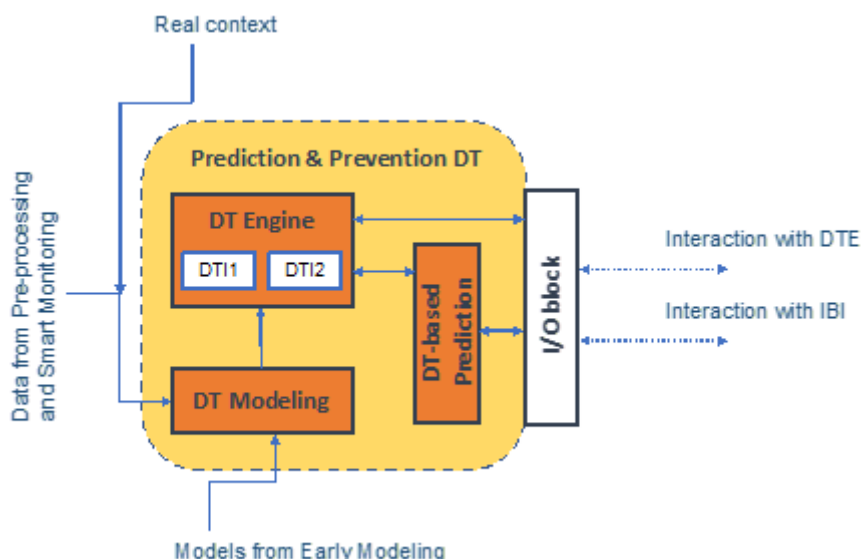 Real context
Prediction & Prevention DT
DT Engine
DTI1
DTI2
Data from Pre-processing
and Smart Monitoring
DT-based
Prediction
I/O block
Interaction with DTE
Interaction with IBI
DT Modeling
Models from Early Modeling